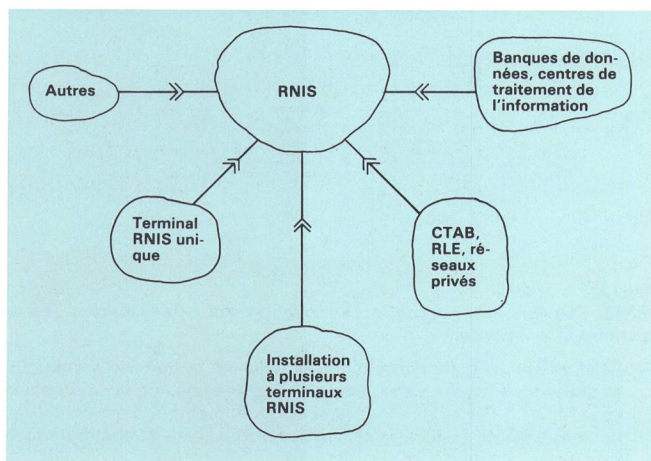 Autres
RNIS
Banques de don-
nées, centres de
traitement de
l'information
Terminal
RNIS uni-
que
CTAB,
RLE, ré-
seaux
privés
Installation
à plusieurs
terminaux
RNIS